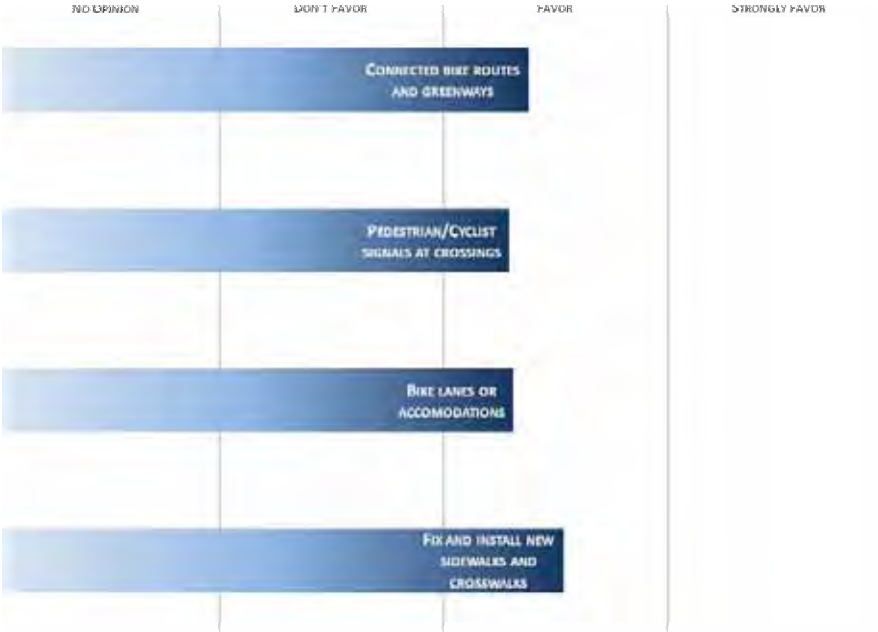 NO OPINION DON'T FAVOR FAVOR STRONGLY FAVOR
CONNECTED BIKE ROUTES
AND GREENWAYS
PEDESTRIAN/CYCLIST
SIGNALS AT CROSSINGS
BIKE LANES OR
ACCOMODATIONS
FIX AND INSTALL NEW
SIDEWALKS AND
CROSSWALKS